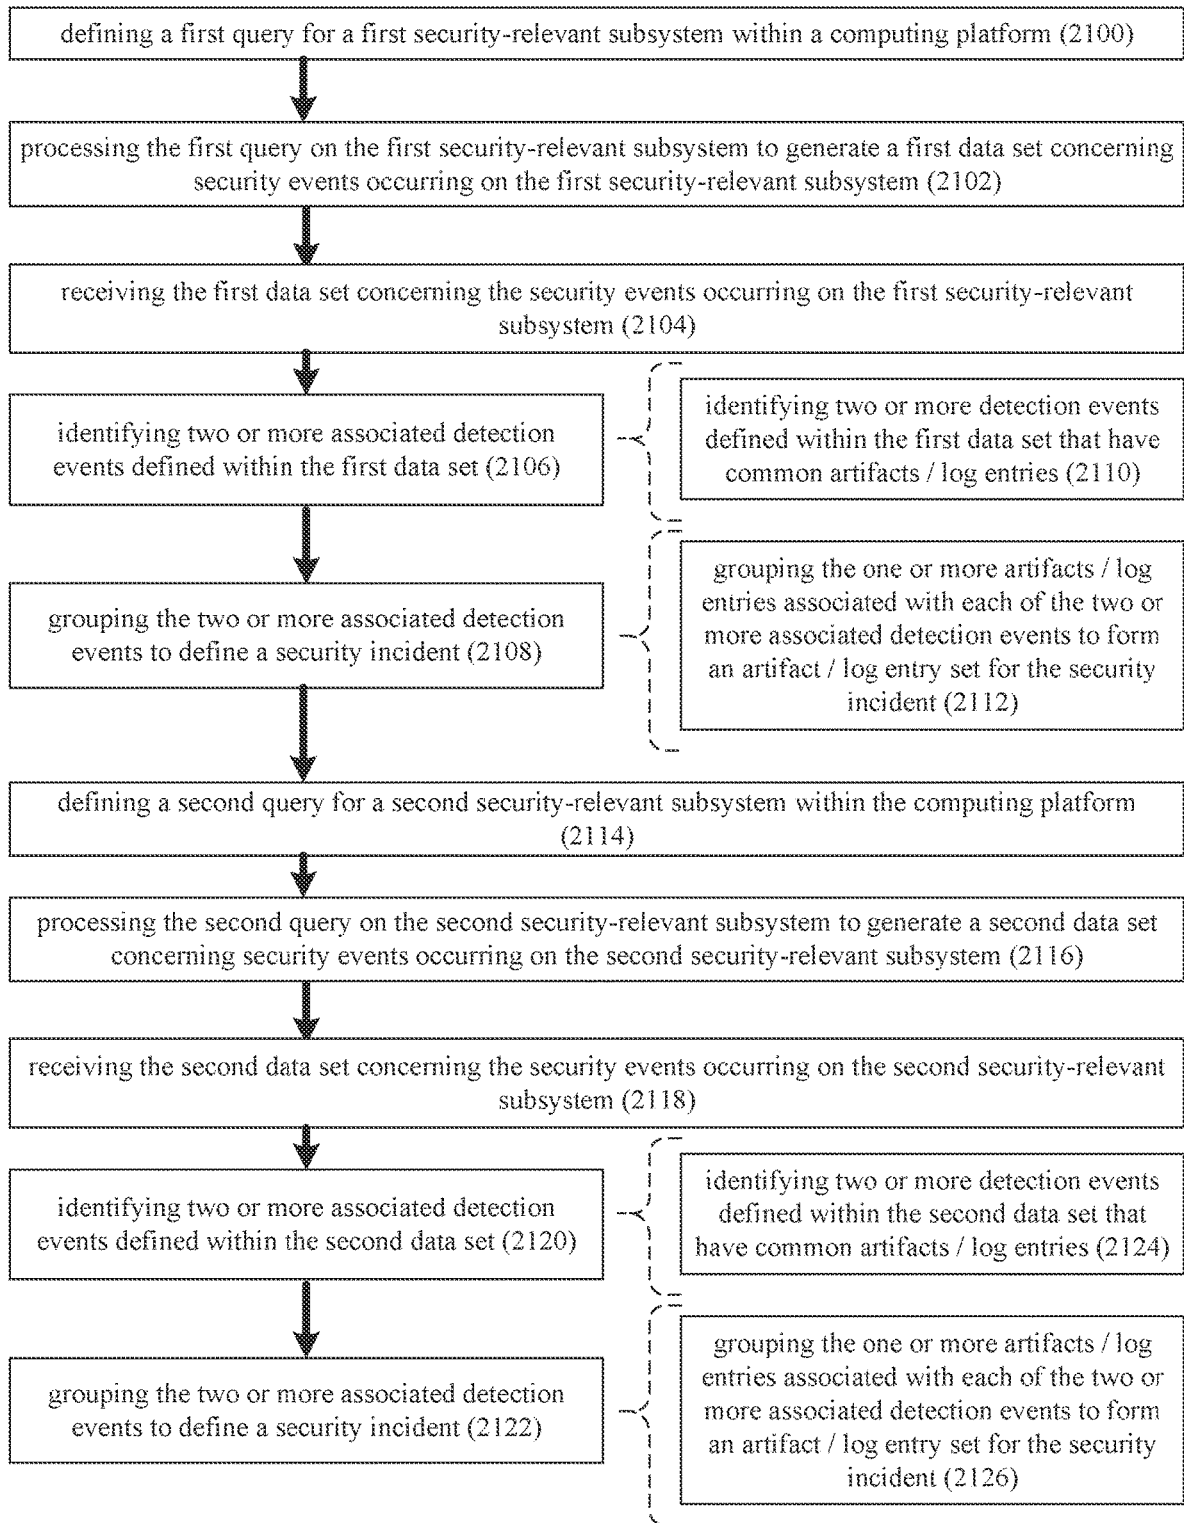 defining a first query for a first security-relevant subsystem within a computing platform (2100)
processing the first query on the first security-relevant subsystem to generate a first data set concerning
security events occurring on the first security-relevant subsystem (2102)
receiving the first data set concerning the security events occurring on the first security-relevant
subsystem (2104)
identifying two or more associated detection
events defined within the first data set (2106)
identifying two or more detection events
defined within the first data set that have
common artifacts / log entries (2110)
grouping the two or more associated detection
events to define a security incident (2108)
grouping the one or more artifacts / log
entries associated with each of the two or
more associated detection events to form
an artifact / log entry set for the security
incident (2112)
defining a second query for a second security-relevant subsystem within the computing platform
(2114)
processing the second query on the second security-relevant subsystem to generate a second data set
concerning security events occurring on the second security-relevant subsystem (2116)
receiving the second data set concerning the security events occurring on the second security-relevant
subsystem (2118)
identifying two or more associated detection
events defined within the second data set (2120)
identifying two or more detection events
defined within the second data set that
have common artifacts / log entries (2124)
grouping the two or more associated detection
events to define a security incident (2122)
grouping the one or more artifacts / log
entries associated with each of the two or
more associated detection events to form
an artifact / log entry set for the security
incident (2126)